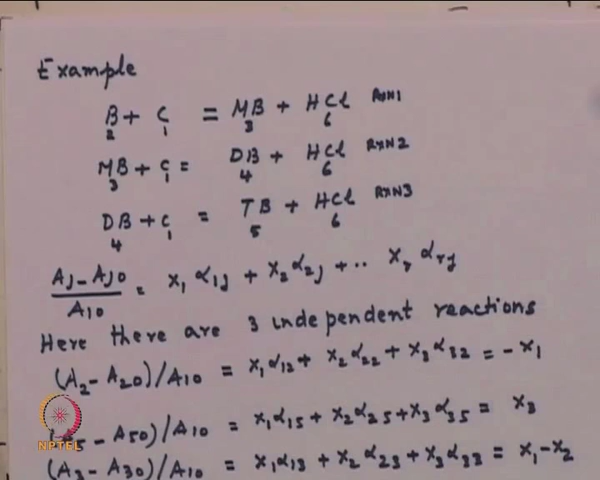 Example
B + C = MB + HCl RXN1
2 1 3 6
MB + C = DB + HCl RXN2
3 1 4 6
DB + C = TB + HCl RXN3
4 1 5 6
(AJ - AJ0)/A10 = x1 α1j + x2 α2j + .. xr αrj
Here there are 3 independent reactions
(A2 - A20)/A10 = x1α12 + x2α22 + x3α32 = -x1
5 - A50)/A10 = x1α15 + x2α25 + x3α35 = x3
(A3 - A30)/A10 = x1α13 + x2α23 + x3α33 = x1-x2
NPTEL